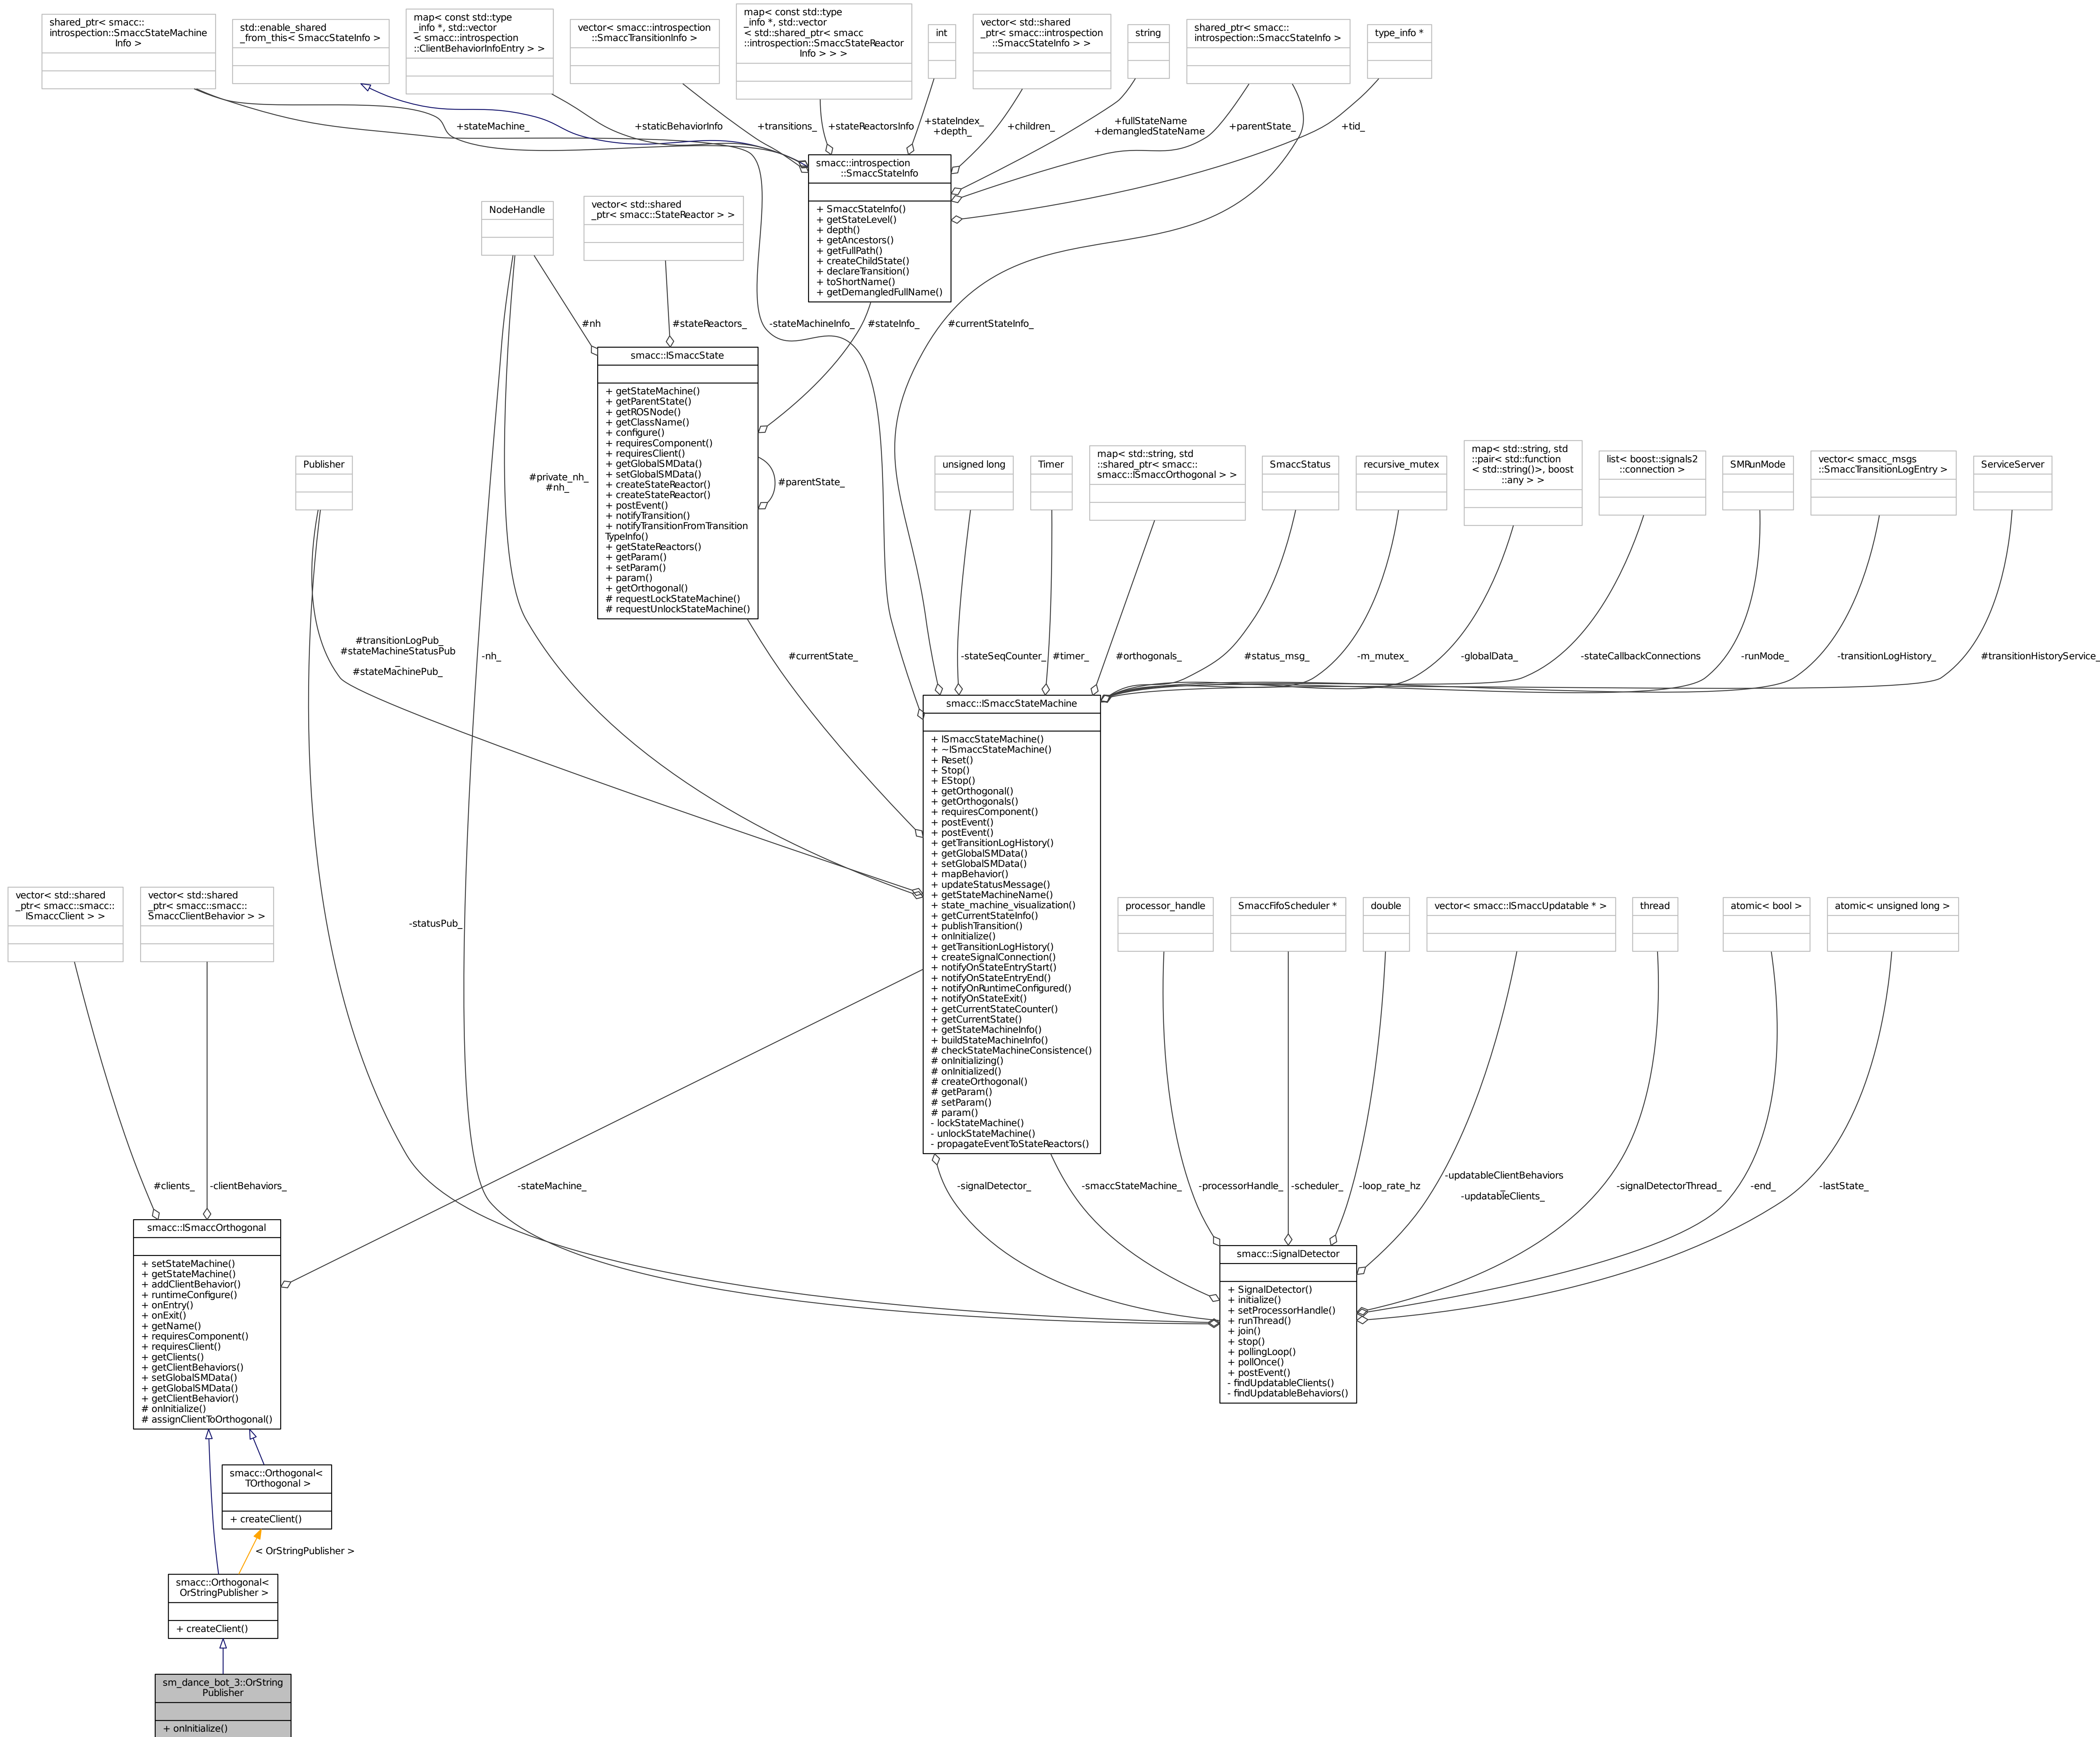 shared_ptr< smacc::
introspection::SmaccStateMachine
Info >
std::enable_shared
_from_this< SmaccStateInfo >
map< const std::type
_info *, std::vector
< smacc::introspection
::ClientBehaviorInfoEntry > >
vector< smacc::introspection
::SmaccTransitionInfo >
map< const std::type
_info *, std::vector
< std::shared_ptr< smacc
::introspection::SmaccStateReactor
Info > > >
int
vector< std::shared
_ptr< smacc::introspection
::SmaccStateInfo > >
string
shared_ptr< smacc::
introspection::SmaccStateInfo >
type_info *
+stateMachine_
+staticBehaviorInfo
+transitions_
+stateReactorsInfo
+stateIndex_
+depth_
+children_
+fullStateName
+demangledStateName
+parentState_
+tid_
smacc::introspection
::SmaccStateInfo
+ SmaccStateInfo()
+ getStateLevel()
+ depth()
+ getAncestors()
+ getFullPath()
+ createChildState()
+ declareTransition()
+ toShortName()
+ getDemangledFullName()
NodeHandle
vector< std::shared
_ptr< smacc::StateReactor > >
#nh
#stateReactors_
-stateMachineInfo_
#stateInfo_
#currentStateInfo_
smacc::ISmaccState
+ getStateMachine()
+ getParentState()
+ getROSNode()
+ getClassName()
+ configure()
+ requiresComponent()
+ requiresClient()
+ getGlobalSMData()
+ setGlobalSMData()
+ createStateReactor()
+ createStateReactor()
+ postEvent()
+ notifyTransition()
+ notifyTransitionFromTransition
TypeInfo()
+ getStateReactors()
+ getParam()
+ setParam()
+ param()
+ getOrthogonal()
# requestLockStateMachine()
# requestUnlockStateMachine()
#parentState_
Publisher
#private_nh_
#nh_
unsigned long
Timer
map< std::string, std
::shared_ptr< smacc::
smacc::ISmaccOrthogonal > >
SmaccStatus
recursive_mutex
map< std::string, std
::pair< std::function
< std::string()>, boost
::any > >
list< boost::signals2
::connection >
SMRunMode
vector< smacc_msgs
::SmaccTransitionLogEntry >
ServiceServer
#transitionLogPub_
#stateMachineStatusPub
_
#stateMachinePub_
-nh_
#currentState_
-stateSeqCounter_
#timer_
#orthogonals_
#status_msg_
-m_mutex_
-globalData_
-stateCallbackConnections
-runMode_
-transitionLogHistory_
#transitionHistoryService_
smacc::ISmaccStateMachine
+ ISmaccStateMachine()
+ ~ISmaccStateMachine()
+ Reset()
+ Stop()
+ EStop()
+ getOrthogonal()
+ getOrthogonals()
+ requiresComponent()
+ postEvent()
+ postEvent()
+ getTransitionLogHistory()
+ getGlobalSMData()
+ setGlobalSMData()
+ mapBehavior()
+ updateStatusMessage()
+ getStateMachineName()
+ state_machine_visualization()
+ getCurrentStateInfo()
+ publishTransition()
+ onInitialize()
+ getTransitionLogHistory()
+ createSignalConnection()
+ notifyOnStateEntryStart()
+ notifyOnStateEntryEnd()
+ notifyOnRuntimeConfigured()
+ notifyOnStateExit()
+ getCurrentStateCounter()
+ getCurrentState()
+ getStateMachineInfo()
+ buildStateMachineInfo()
# checkStateMachineConsistence()
# onInitializing()
# onInitialized()
# createOrthogonal()
# getParam()
# setParam()
# param()
- lockStateMachine()
- unlockStateMachine()
- propagateEventToStateReactors()
vector< std::shared
_ptr< smacc::smacc::
ISmaccClient > >
vector< std::shared
_ptr< smacc::smacc::
SmaccClientBehavior > >
-statusPub_
processor_handle
SmaccFifoScheduler *
double
vector< smacc::ISmaccUpdatable * >
thread
atomic< bool >
atomic< unsigned long >
#clients_
-clientBehaviors_
-stateMachine_
-signalDetector_
-smaccStateMachine_
-processorHandle_
-scheduler_
-loop_rate_hz
-updatableClientBehaviors
_
-updatableClients_
-signalDetectorThread_
-end_
-lastState_
smacc::ISmaccOrthogonal
+ setStateMachine()
+ getStateMachine()
+ addClientBehavior()
+ runtimeConfigure()
+ onEntry()
+ onExit()
+ getName()
+ requiresComponent()
+ requiresClient()
+ getClients()
+ getClientBehaviors()
+ setGlobalSMData()
+ getGlobalSMData()
+ getClientBehavior()
# onInitialize()
# assignClientToOrthogonal()
smacc::SignalDetector
+ SignalDetector()
+ initialize()
+ setProcessorHandle()
+ runThread()
+ join()
+ stop()
+ pollingLoop()
+ pollOnce()
+ postEvent()
- findUpdatableClients()
- findUpdatableBehaviors()
smacc::Orthogonal<
TOrthogonal >
+ createClient()
< OrStringPublisher >
smacc::Orthogonal<
OrStringPublisher >
+ createClient()
sm_dance_bot_3::OrString
Publisher
+ onInitialize()